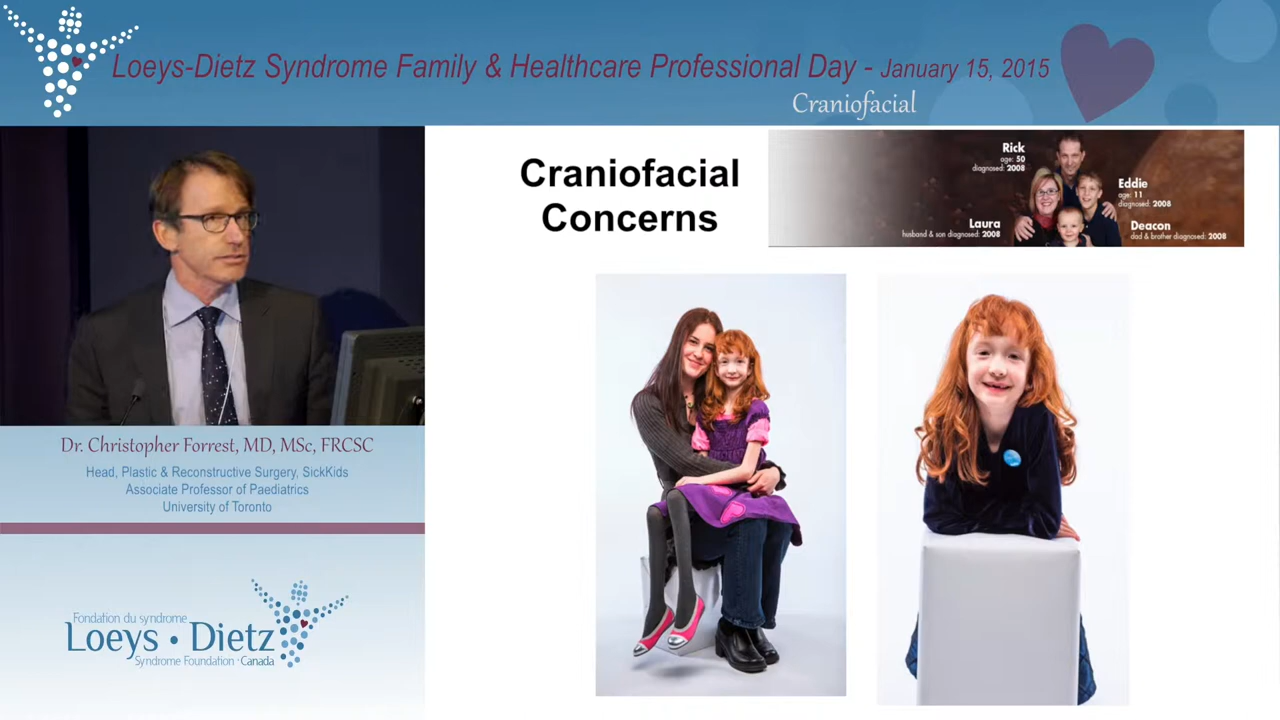 Loeys-Dietz Syndrome Family & Healthcare Professional Day - January 15, 2015
Craniofacial
Craniofacial
Concerns
Rick
age: 50
diagnosed: 2008
Eddie
age: 11
diagnosed: 2008
Laura
husband & son diagnosed: 2008
Deacon
dad & brother diagnosed: 2008
Dr. Christopher Forrest, MD, MSc, FRCSC
Head, Plastic & Reconstructive Surgery, SickKids
Associate Professor of Paediatrics
University of Toronto
Fondation du syndrome
Loeys • Dietz
Syndrome Foundation · Canada